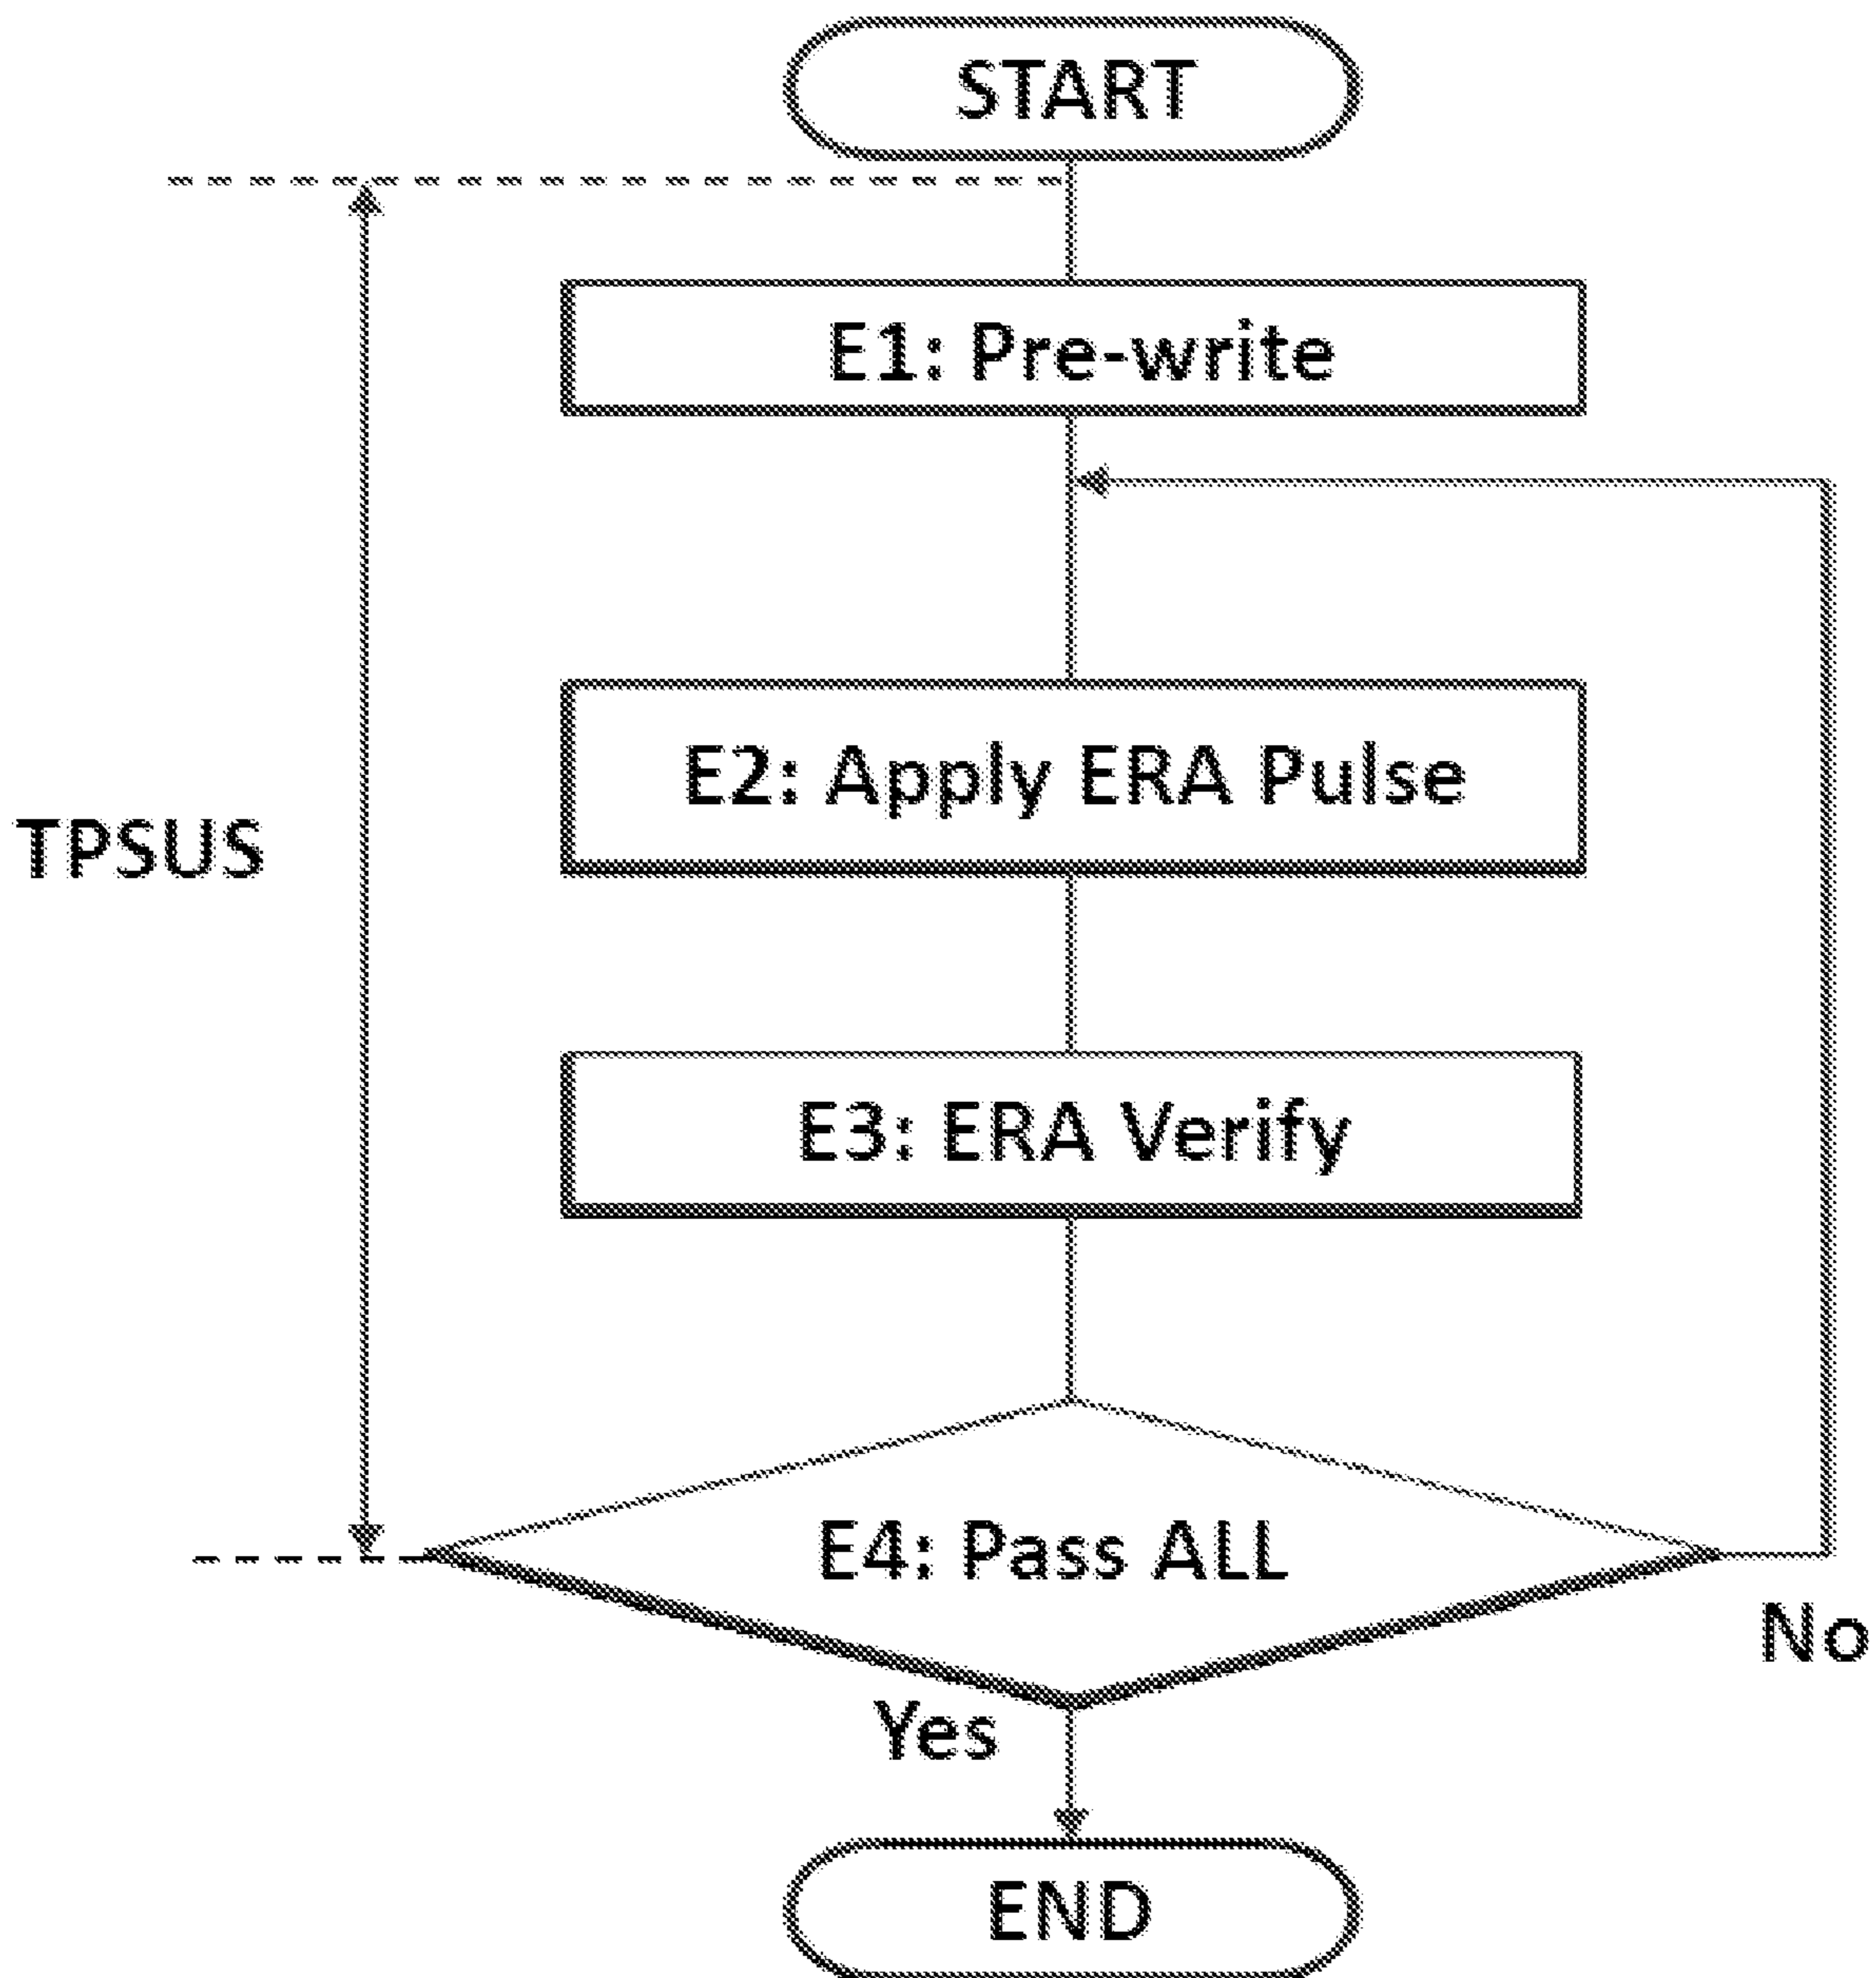 START
E1: Pre-write
E2: Apply ERA Pulse
TPSUS
E3: ERA Verify
E4: Pass ALL
No
Yes
END